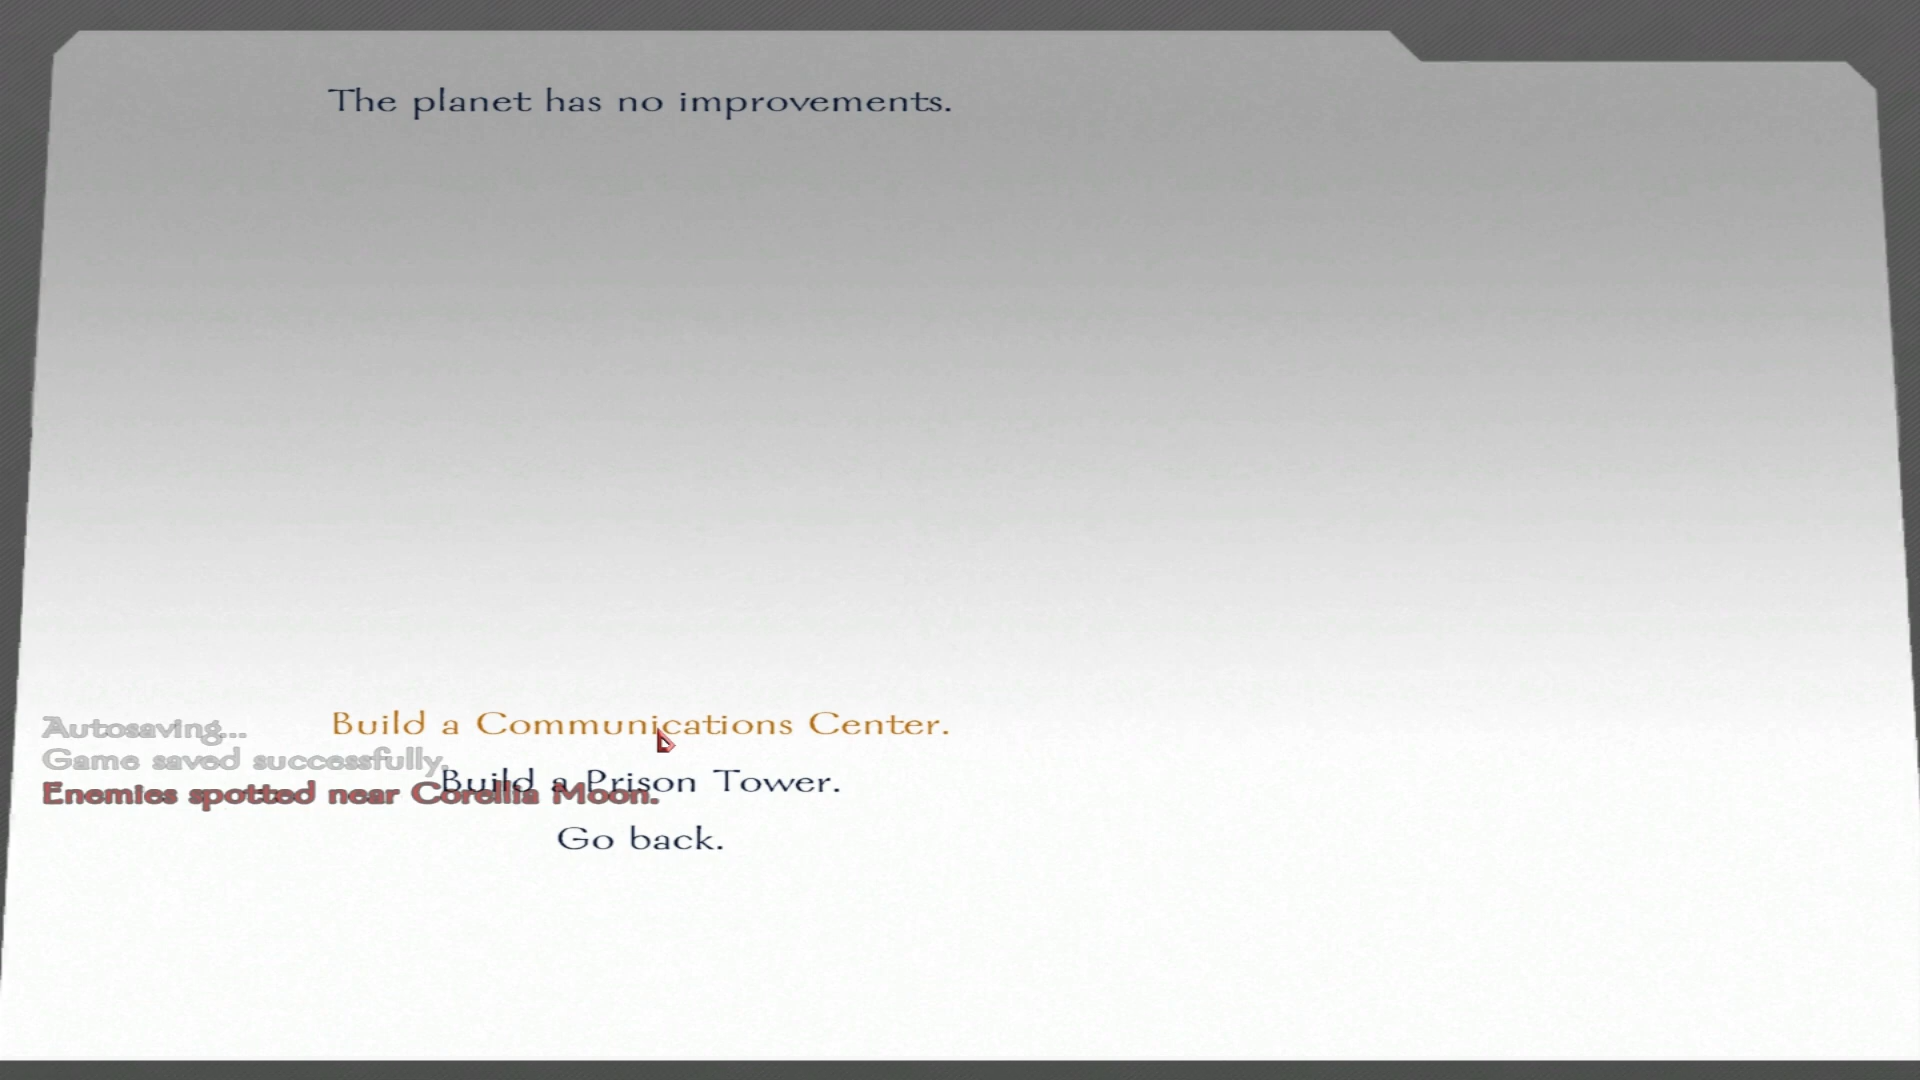 The planet has no improvements.
Build a Communications Center.
Autosaving...
Game saved successfully.
Build a Prison Tower.
Enemies spotted near Corellia Moon.
Go back.